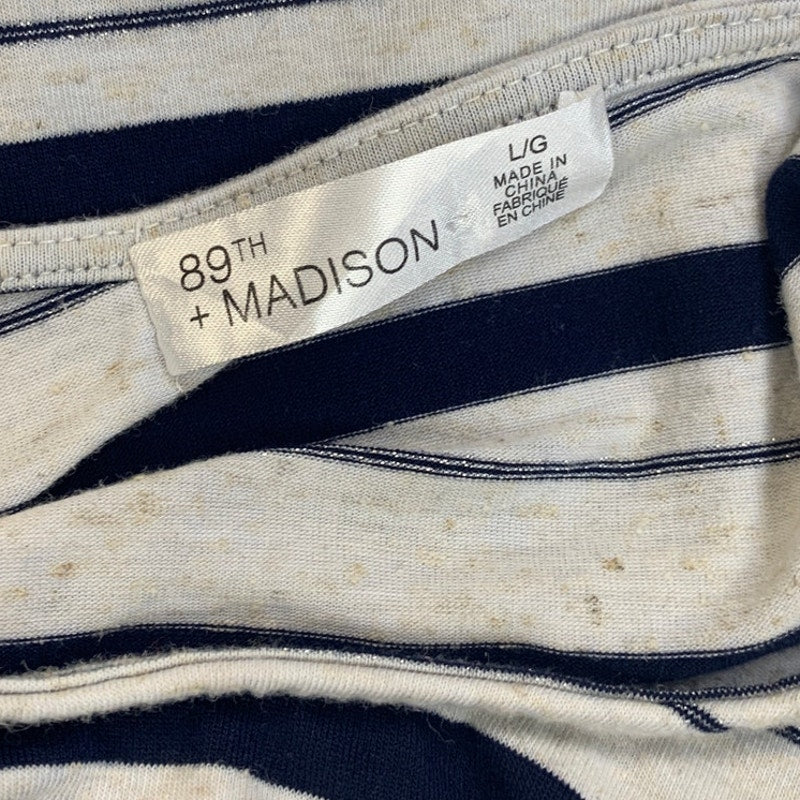 89TH
+ MADISON
L/G
MADE IN
CHINA
FABRIQUÉ
EN CHINE